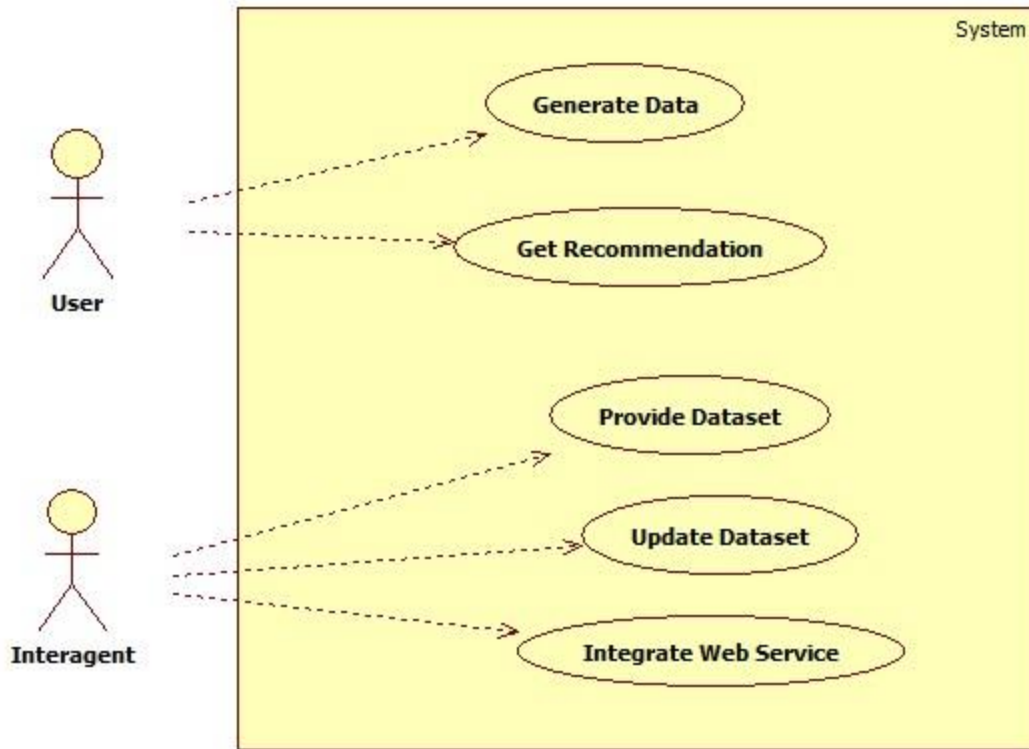 System
Generate Data
Get Recommendation
User
Provide Dataset
Update Dataset
Integrate Web Service
Interagent